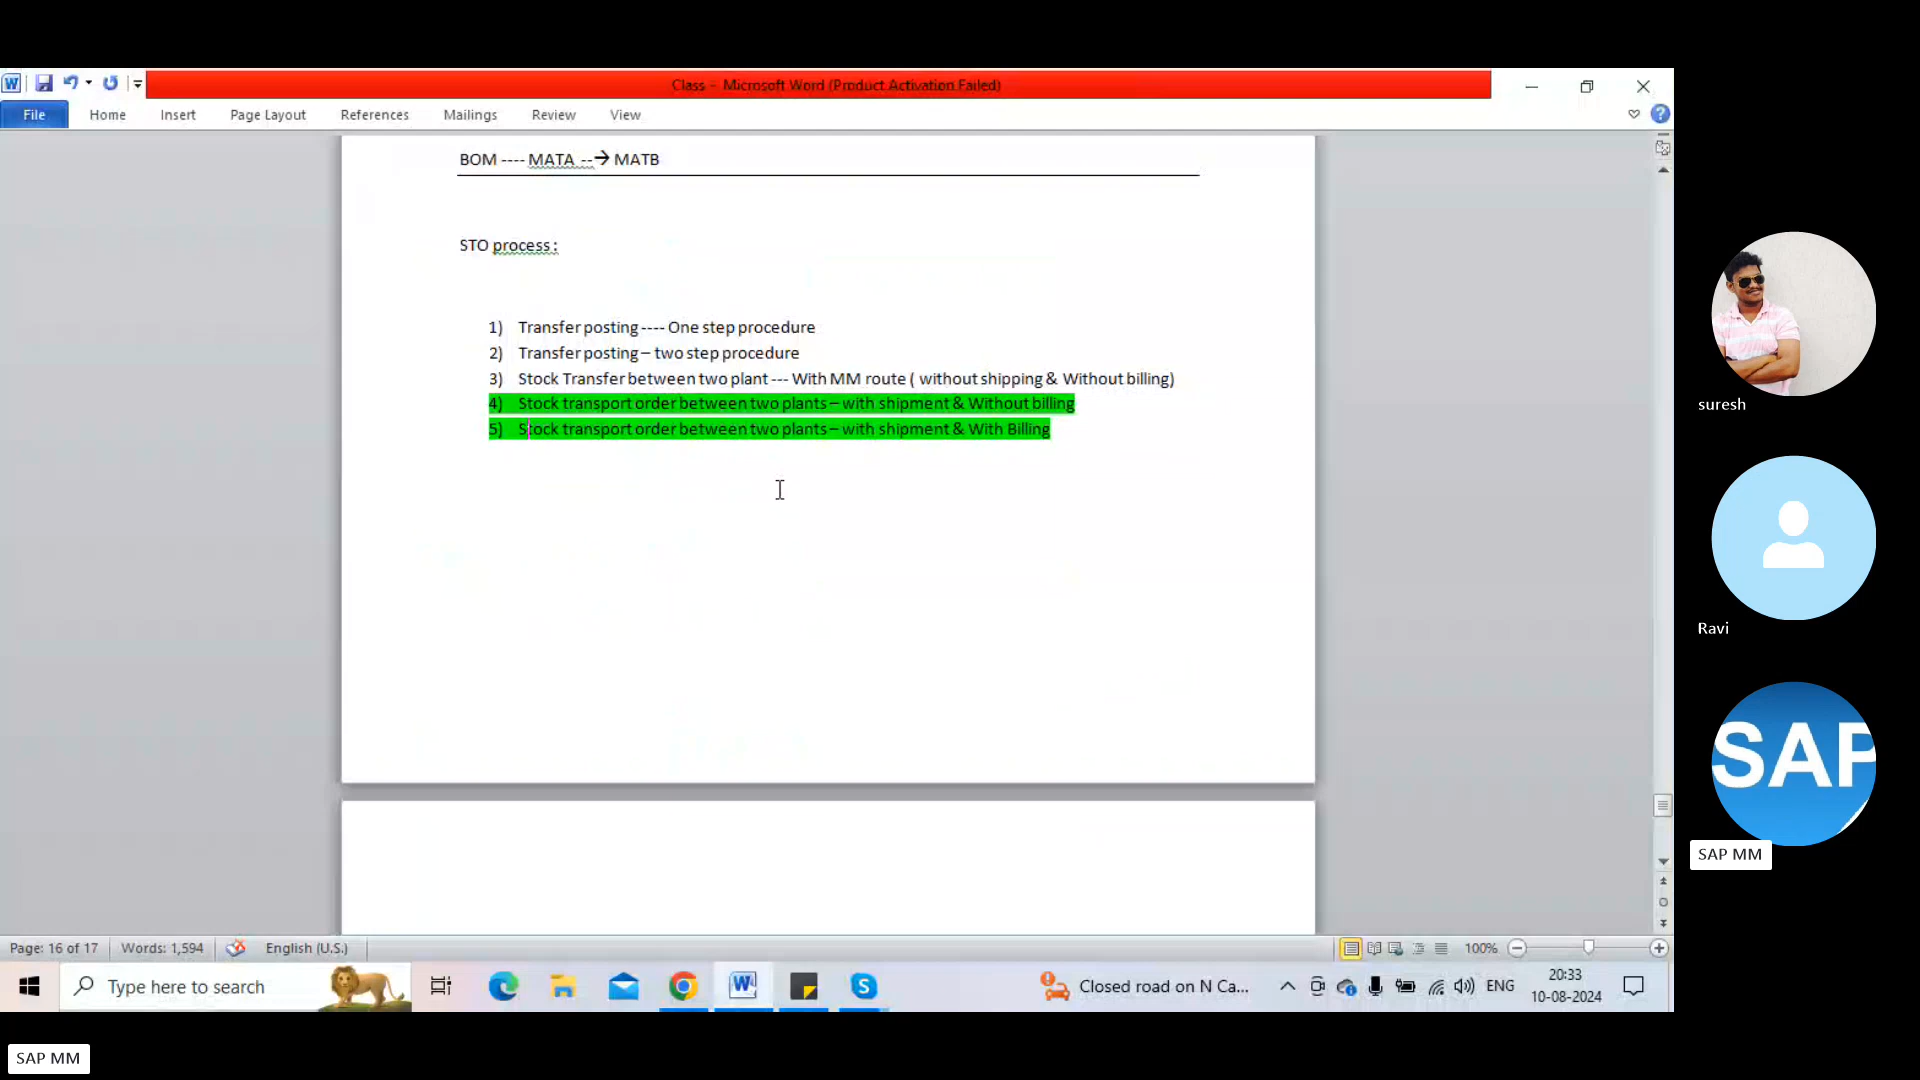 Class - Microsoft Word (Product Activation Failed)
File Home Insert Page Layout References Mailings Review View
BOM ---- MATA --→ MATB
STO process :
1) Transfer posting ---- One step procedure
2) Transfer posting – two step procedure
3) Stock Transfer between two plant --- With MM route ( without shipping & Without billing)
4) Stock transport order between two plants – with shipment & Without billing
5) Stock transport order between two plants – with shipment & With Billing
suresh
Ravi
SAP
SAP MM
Page: 16 of 17 Words: 1,594 English (U.S.) 100%
Type here to search Closed road on N Ca... ENG 20:33
10-08-2024
SAP MM